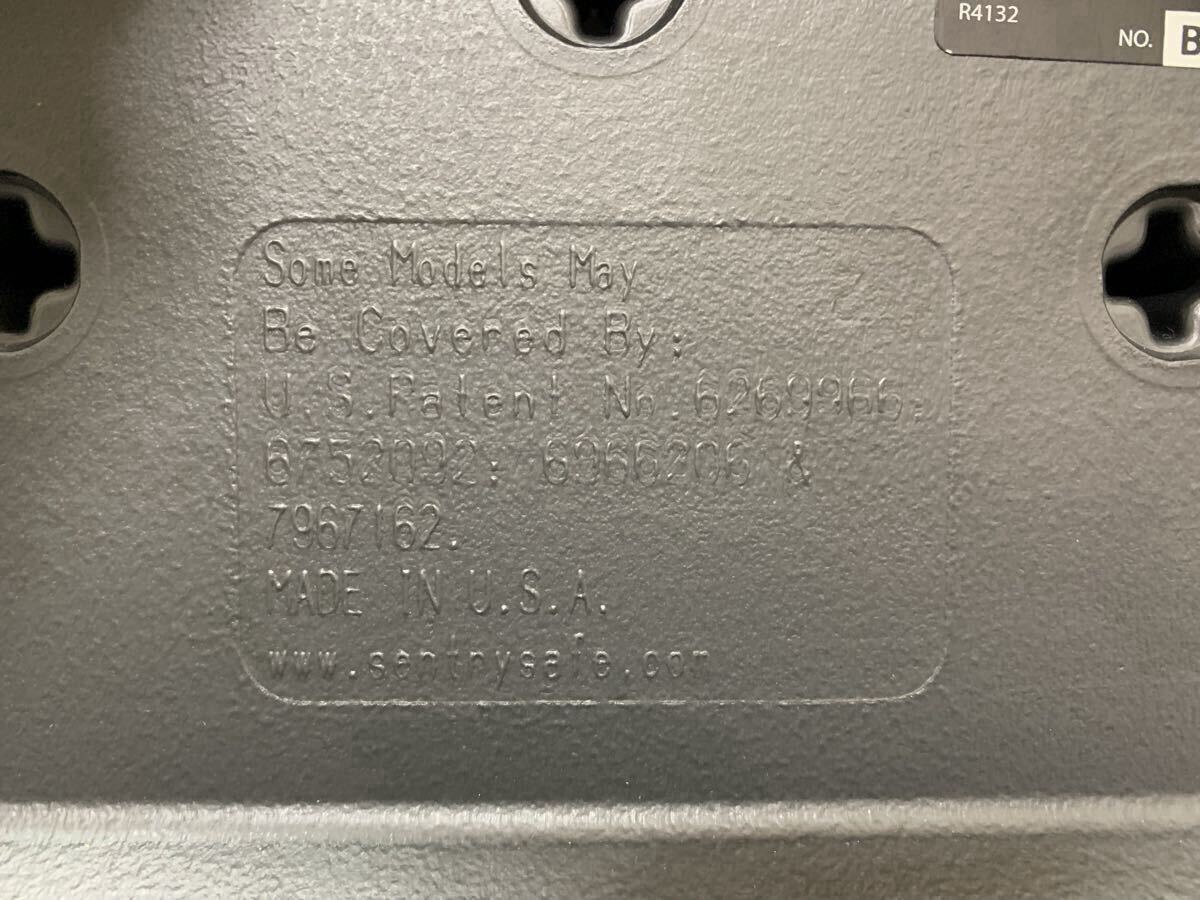 R4132
NO. B
Some Models May
Be Covered By:
U.S. Patent No. 6269966;
6752092; 6966206 &
7967162.
MADE IN U.S.A.
www.sentrysafe.com
2